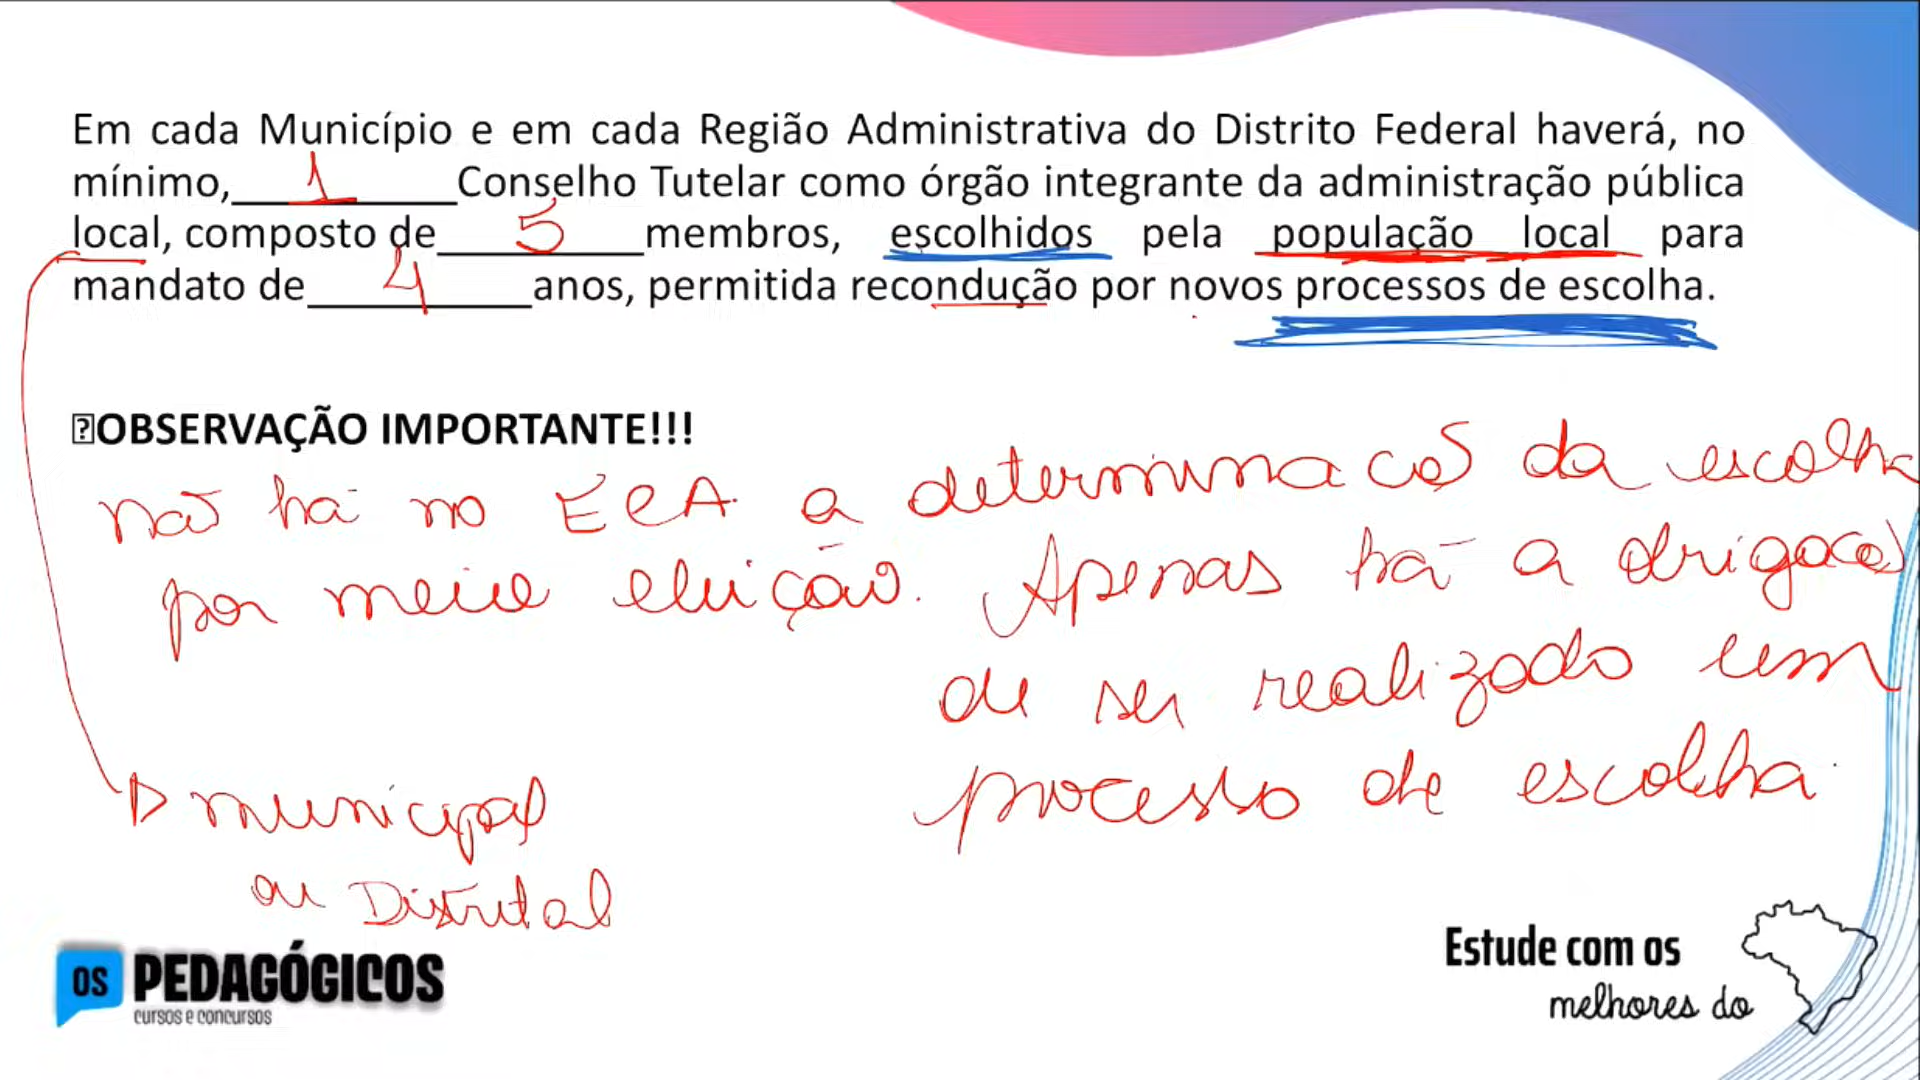 Em cada Município e em cada Região Administrativa do Distrito Federal haverá, no
mínimo, 1 Conselho Tutelar como órgão integrante da administração pública
local, composto de 5 membros, escolhidos pela população local para
mandato de 4 anos, permitida recondução por novos processos de escolha.
OBSERVAÇÃO IMPORTANTE!!!
não há no ECA a determinação da escolha
por meio eleição. Apenas há a obrigação
de ser realizado um
processo de escolha
municipal
ou Distrital
OS PEDAGÓGICOS
cursos e concursos
Estude com os
melhores do